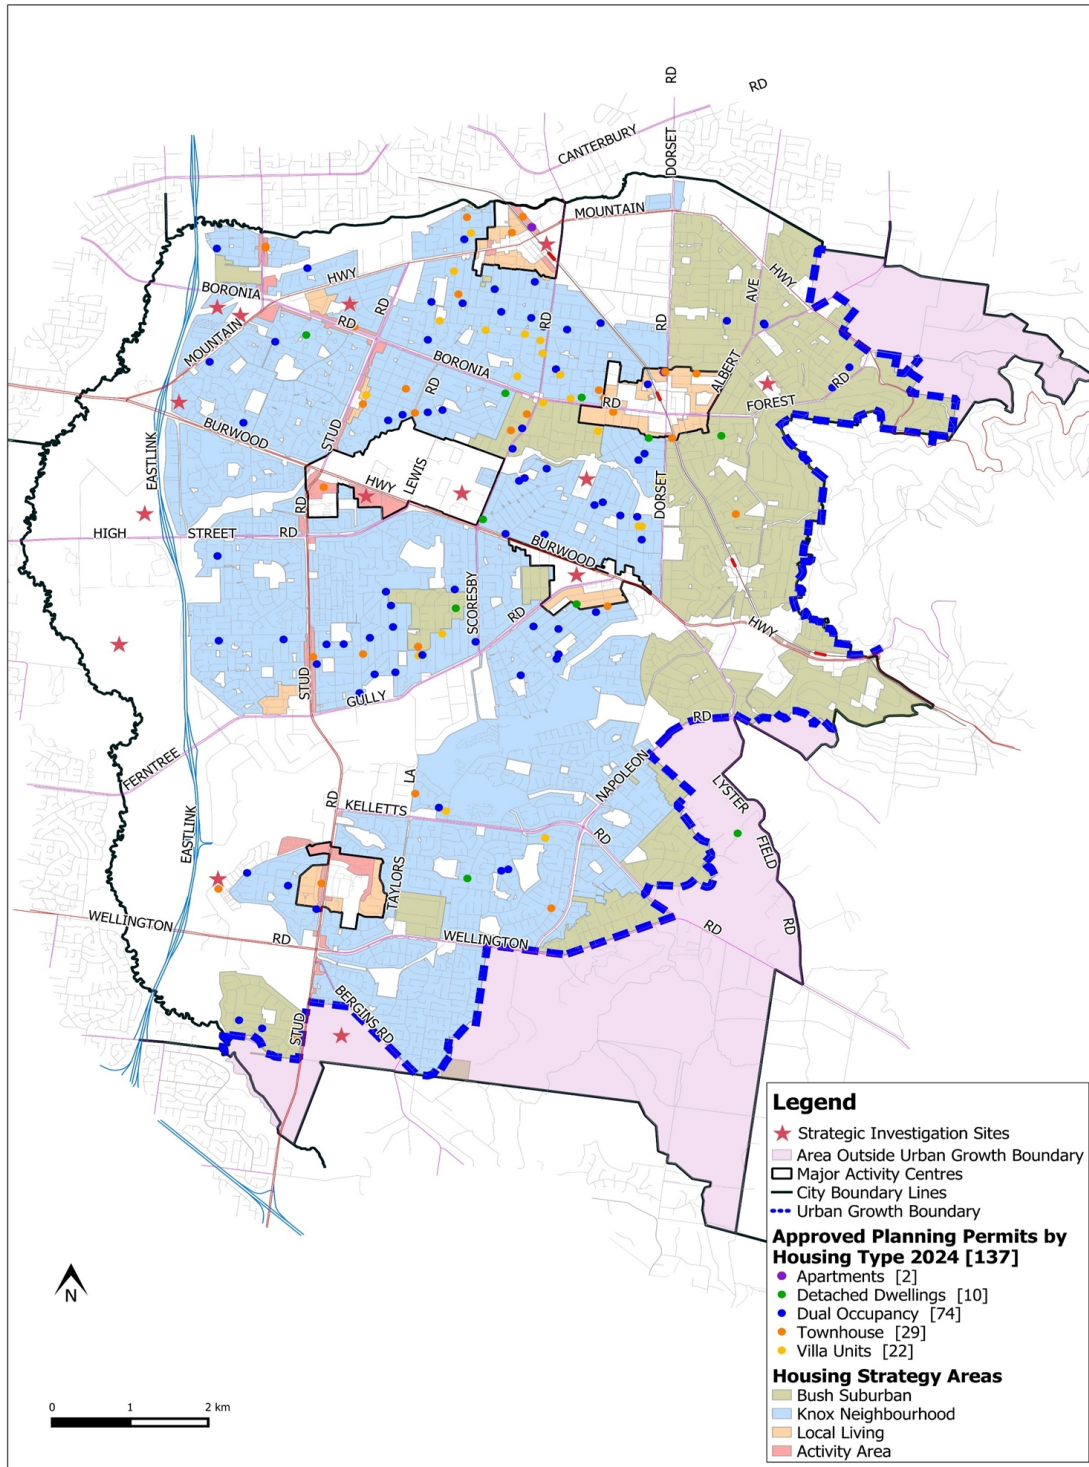 RD
RD
CANTERBURY
DORSET
MOUNTAIN
HWY
HWY
BORONIA
RD
RD
MOUNTAIN
AVE
RD
RD
BORONIA
ALBERT
RD
RD
RD
FOREST
BURWOOD
STUD
EASTLINK
HWY
LEWIS
DORSET
RD
HIGH
STREET
RD
BURWOOD
SCORESBY
RD
HWY
STUD
GULLY
RD
FERNTREE
LA
NAPOLEON
LYSTER
RD
KELLETTS
EASTLINK
RD
FIELD
TAYLORS
WELLINGTON
RD
WELLINGTON
RD
RD
BERGINS RD
STUD
Legend
Strategic Investigation Sites
Area Outside Urban Growth Boundary
Major Activity Centres
City Boundary Lines
Urban Growth Boundary
Approved Planning Permits by
Housing Type 2024 [137]
Apartments [2]
Detached Dwellings [10]
Dual Occupancy [74]
Townhouse [29]
Villa Units [22]
Housing Strategy Areas
Bush Suburban
Knox Neighbourhood
Local Living
Activity Area
N
0 1 2 km